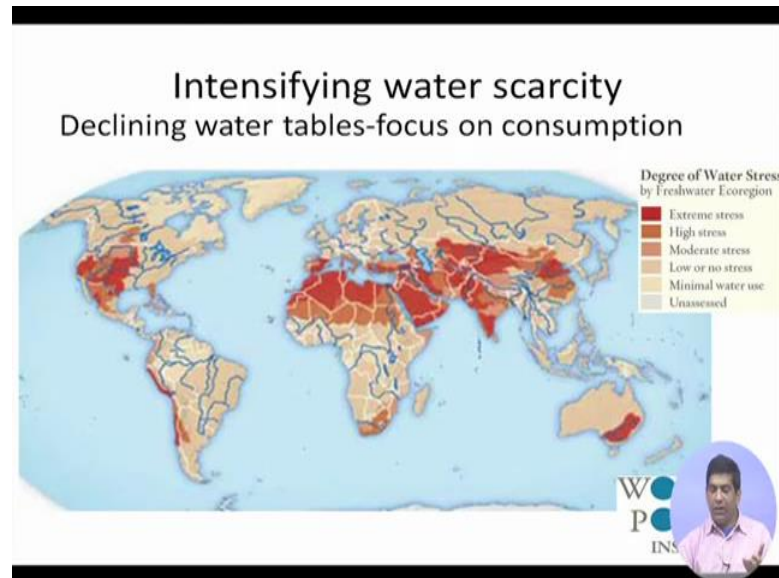 Intensifying water scarcity
Declining water tables-focus on consumption
Degree of Water Stress
by Freshwater Ecoregion
Extreme stress
High stress
Moderate stress
Low or no stress
Minimal water use
Unassessed
W
P
INS